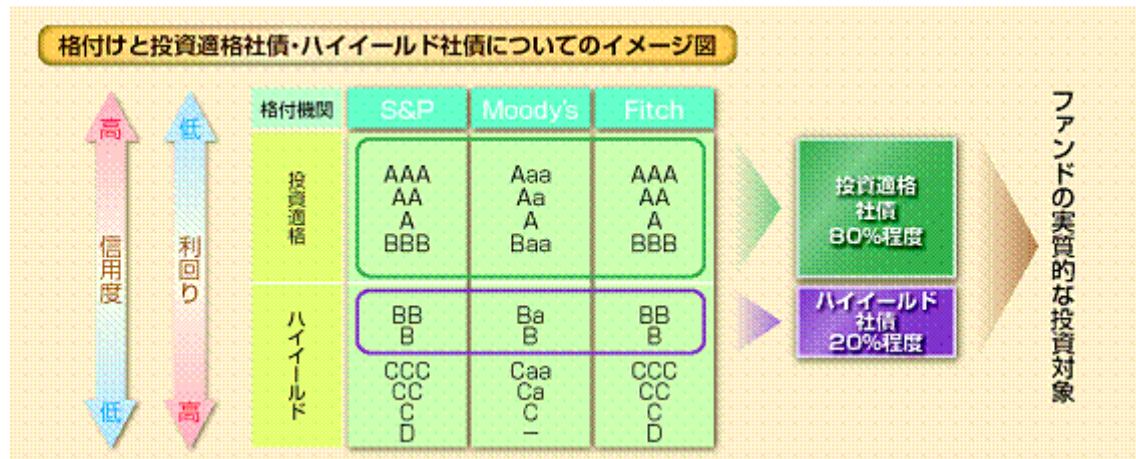 格付けと投資適格社債・ハイイールド社債についてのイメージ図
高
信用度
低
低
利回り
高
格付機関
S&P
Moody's
Fitch
投資適格
AAA
AA
A
BBB
Aaa
Aa
A
Baa
AAA
AA
A
BBB
ハイイールド
BB
B
CCC
CC
C
D
Ba
B
Caa
Ca
C
–
BB
B
CCC
CC
C
D
投資適格
社債
80%程度
ハイイールド
社債
20%程度
ファンドの実質的な投資対象